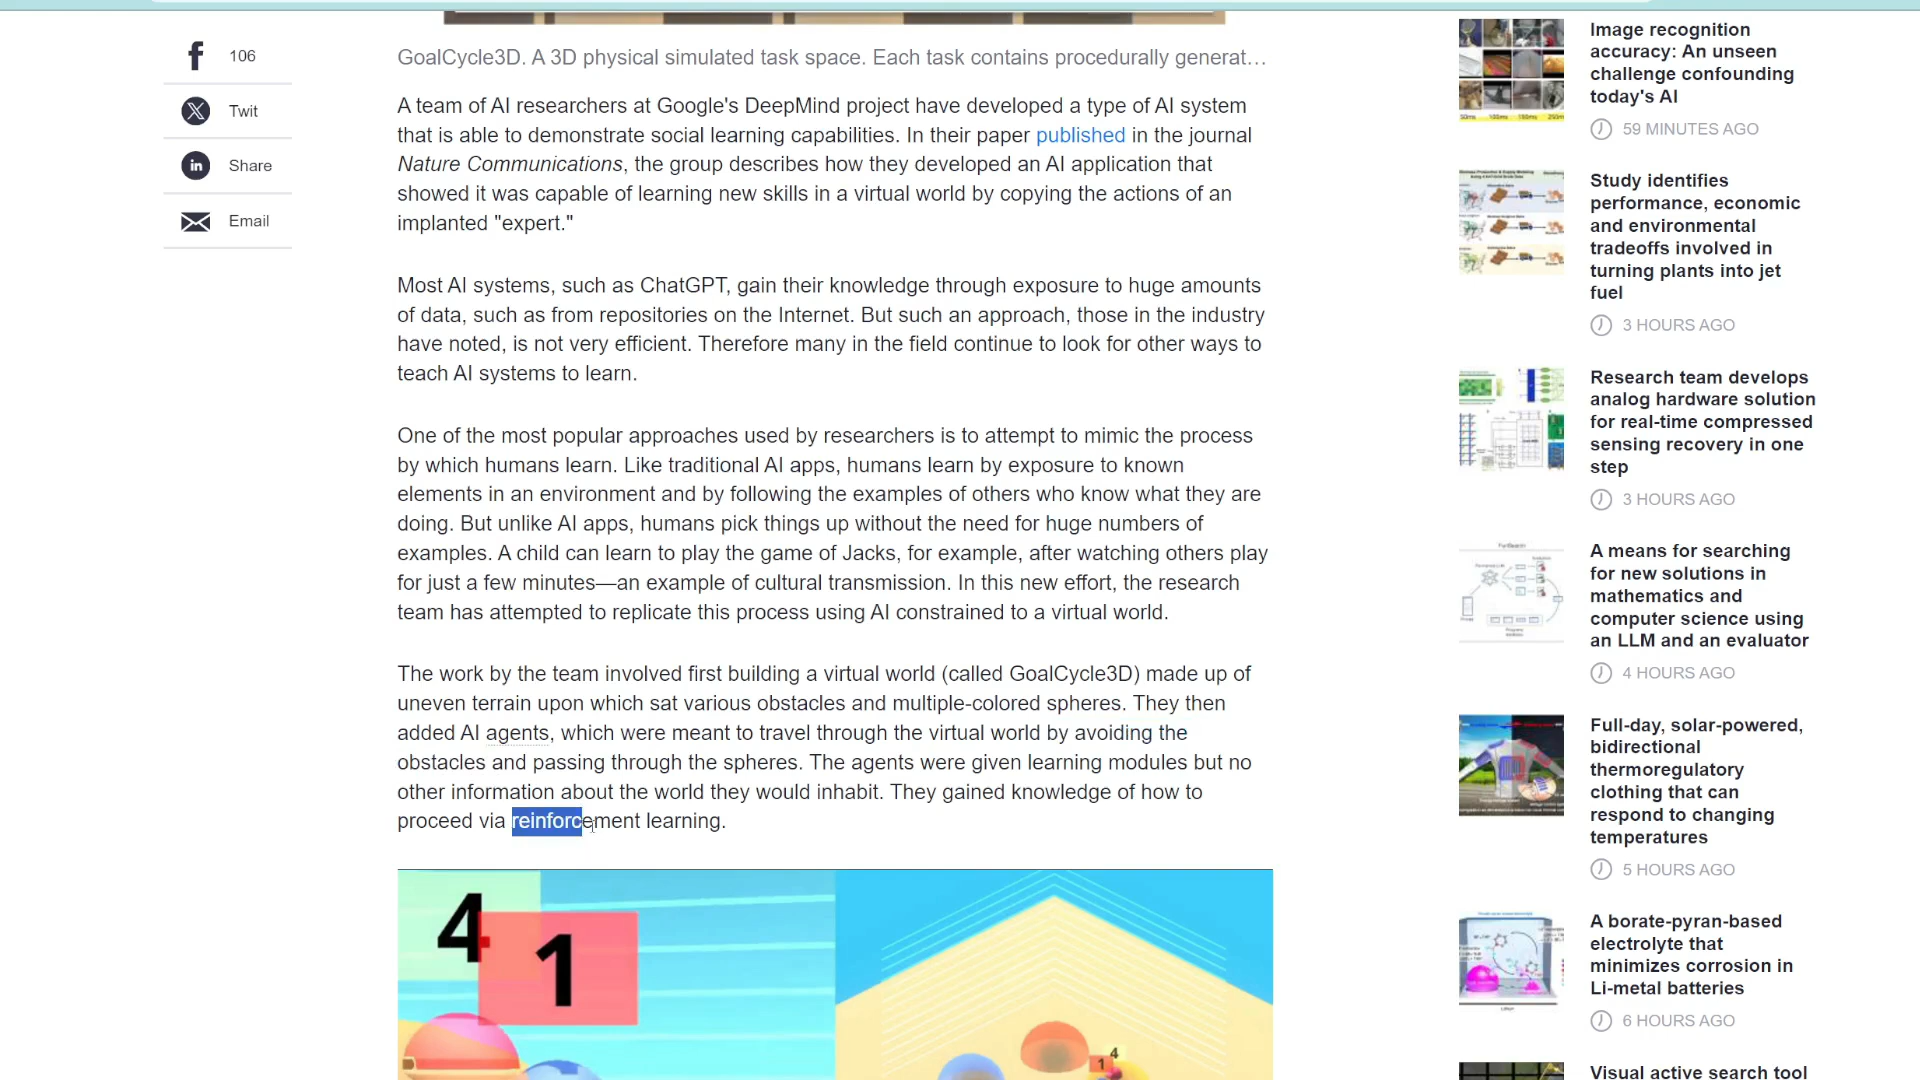 106
Twit
Share
in
Email
GoalCycle3D. A 3D physical simulated task space. Each task contains procedurally generat…
A team of AI researchers at Google's DeepMind project have developed a type of AI system
that is able to demonstrate social learning capabilities. In their paper published in the journal
Nature Communications, the group describes how they developed an AI application that
showed it was capable of learning new skills in a virtual world by copying the actions of an
implanted "expert."
Most AI systems, such as ChatGPT, gain their knowledge through exposure to huge amounts
of data, such as from repositories on the Internet. But such an approach, those in the industry
have noted, is not very efficient. Therefore many in the field continue to look for other ways to
teach AI systems to learn.
One of the most popular approaches used by researchers is to attempt to mimic the process
by which humans learn. Like traditional AI apps, humans learn by exposure to known
elements in an environment and by following the examples of others who know what they are
doing. But unlike AI apps, humans pick things up without the need for huge numbers of
examples. A child can learn to play the game of Jacks, for example, after watching others play
for just a few minutes—an example of cultural transmission. In this new effort, the research
team has attempted to replicate this process using AI constrained to a virtual world.
The work by the team involved first building a virtual world (called GoalCycle3D) made up of
uneven terrain upon which sat various obstacles and multiple-colored spheres. They then
added AI agents, which were meant to travel through the virtual world by avoiding the
obstacles and passing through the spheres. The agents were given learning modules but no
other information about the world they would inhabit. They gained knowledge of how to
proceed via reinforcement learning.
4
1
4
1
Image recognition
accuracy: An unseen
challenge confounding
today's AI
59 MINUTES AGO
Study identifies
performance, economic
and environmental
tradeoffs involved in
turning plants into jet
fuel
3 HOURS AGO
Research team develops
analog hardware solution
for real-time compressed
sensing recovery in one
step
3 HOURS AGO
A means for searching
for new solutions in
mathematics and
computer science using
an LLM and an evaluator
4 HOURS AGO
Full-day, solar-powered,
bidirectional
thermoregulatory
clothing that can
respond to changing
temperatures
5 HOURS AGO
A borate-pyran-based
electrolyte that
minimizes corrosion in
Li-metal batteries
6 HOURS AGO
Visual active search tool